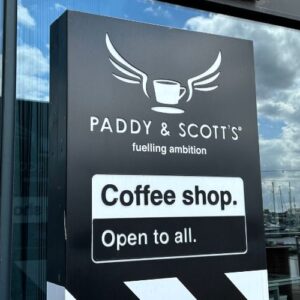 PADDY & SCOTT'S®
fuelling ambition
Coffee shop.
Open to all.